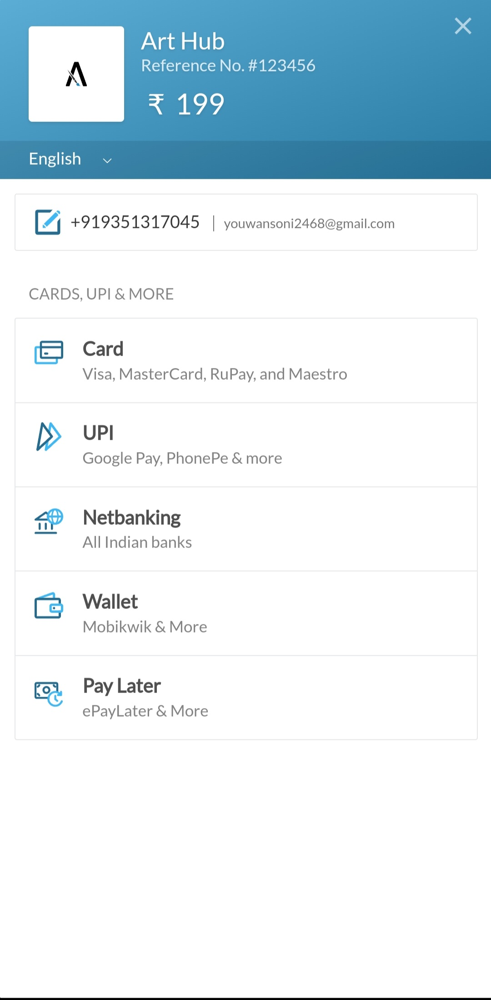 Art Hub
Reference No. #123456
₹ 199
English
+919351317045 | youwansoni2468@gmail.com
CARDS, UPI & MORE
Card
Visa, MasterCard, RuPay, and Maestro
UPI
Google Pay, PhonePe & more
Netbanking
All Indian banks
Wallet
Mobikwik & More
Pay Later
ePayLater & More